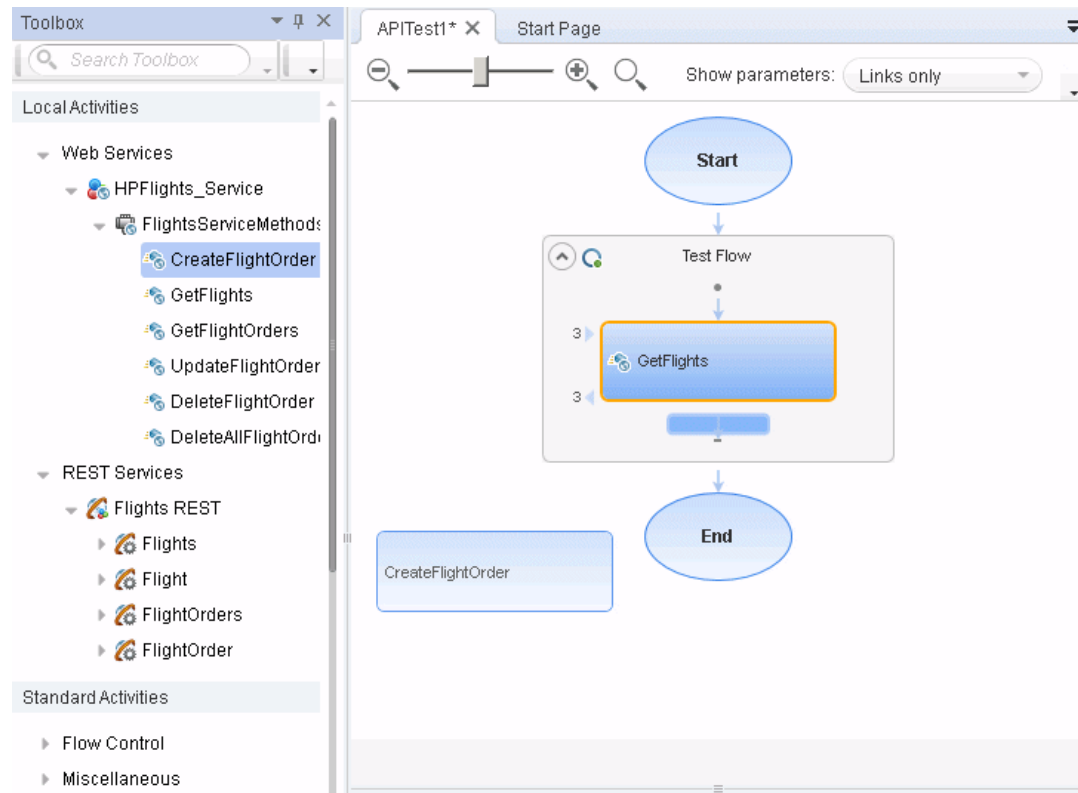 Toolbox
Search Toolbox
Local Activities
Web Services
HPFlights_Service
FlightsServiceMethods
CreateFlightOrder
GetFlights
GetFlightOrders
UpdateFlightOrder
DeleteFlightOrder
DeleteAllFlightOrd
REST Services
Flights REST
Flights
Flight
FlightOrders
FlightOrder
Standard Activities
Flow Control
Miscellaneous
APITest1* Start Page
Show parameters: Links only
Start
Test Flow
3
GetFlights
3
End
CreateFlightOrder